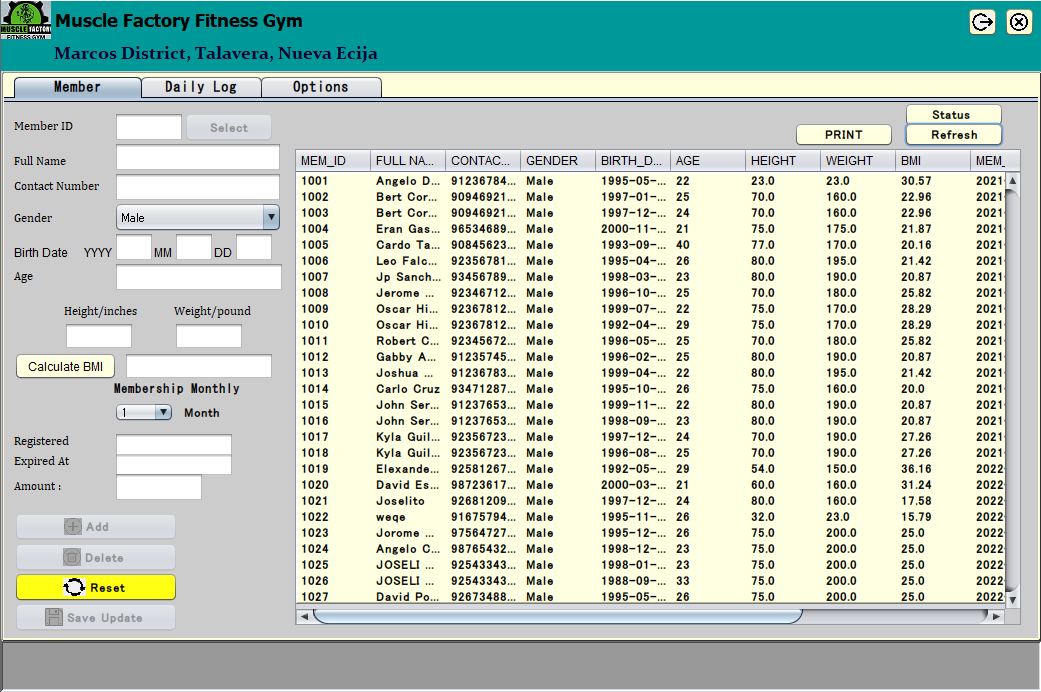 MUSCLE FACTORY
FITNESS GYM
Muscle Factory Fitness Gym
Marcos District, Talavera, Nueva Ecija
Member Daily Log Options
Member ID Select
Full Name
Contact Number
Gender Male
Birth Date YYYY MM DD
Age
Height/inches Weight/pound
Calculate BMI
Membership Monthly
1 Month
Registered
Expired At
Amount :
Add
Delete
Reset
Save Update
Status
PRINT Refresh
MEM_ID FULL NA... CONTAC... GENDER BIRTH_D... AGE HEIGHT WEIGHT BMI MEM_
1001 Angelo D... 91236784... Male 1995-05-... 22 23.0 23.0 30.57 2021-
1002 Bert Cor... 90946921... Male 1997-01-... 25 70.0 160.0 22.96 2021-
1003 Bert Cor... 90946921... Male 1997-12-... 24 70.0 160.0 22.96 2021-
1004 Eran Gas... 96534689... Male 2000-11-... 21 75.0 175.0 21.87 2021-
1005 Cardo Ta... 90845623... Male 1993-09-... 40 77.0 170.0 20.16 2021-
1006 Leo Falc... 92356781... Male 1995-04-... 26 80.0 195.0 21.42 2021-
1007 Jp Sanch... 93456789... Male 1998-03-... 23 80.0 190.0 20.87 2021-
1008 Jerome ... 92346712... Male 1996-10-... 25 70.0 180.0 25.82 2021-
1009 Oscar Hi... 92367812... Male 1999-07-... 22 75.0 170.0 28.29 2021-
1010 Oscar Hi... 92367812... Male 1992-04-... 29 75.0 170.0 28.29 2021-
1011 Robert C... 92345672... Male 1996-05-... 25 70.0 180.0 25.82 2021-
1012 Gabby A... 91235745... Male 1996-02-... 25 80.0 190.0 20.87 2021-
1013 Joshua ... 91236783... Male 1999-04-... 22 80.0 195.0 21.42 2021-
1014 Carlo Cruz 93471287... Male 1995-10-... 26 75.0 160.0 20.0 2021-
1015 John Ser... 91237653... Male 1999-11-... 22 80.0 190.0 20.87 2021-
1016 John Ser... 91237653... Male 1998-09-... 23 80.0 190.0 20.87 2021-
1017 Kyla Guil... 92356723... Male 1997-12-... 24 70.0 190.0 27.26 2021-
1018 Kyla Guil... 92356723... Male 1996-08-... 25 70.0 190.0 27.26 2021-
1019 Elexande... 92581267... Male 1992-05-... 29 54.0 150.0 36.16 2022-
1020 David Es... 98723617... Male 2000-03-... 21 60.0 160.0 31.24 2022-
1021 Joselito 92681209... Male 1997-12-... 24 80.0 160.0 17.58 2022-
1022 weqe 91675794... Male 1995-11-... 26 32.0 23.0 15.79 2022-
1023 Jorome ... 97564727... Male 1995-12-... 26 75.0 200.0 25.0 2022-
1024 Angelo C... 98765432... Male 1998-12-... 23 75.0 200.0 25.0 2022-
1025 JOSELI ... 92543343... Male 1998-01-... 23 75.0 200.0 25.0 2022-
1026 JOSELI ... 92543343... Male 1988-09-... 33 75.0 200.0 25.0 2022-
1027 David Po... 92673488... Male 1995-05-... 26 75.0 200.0 25.0 2022-